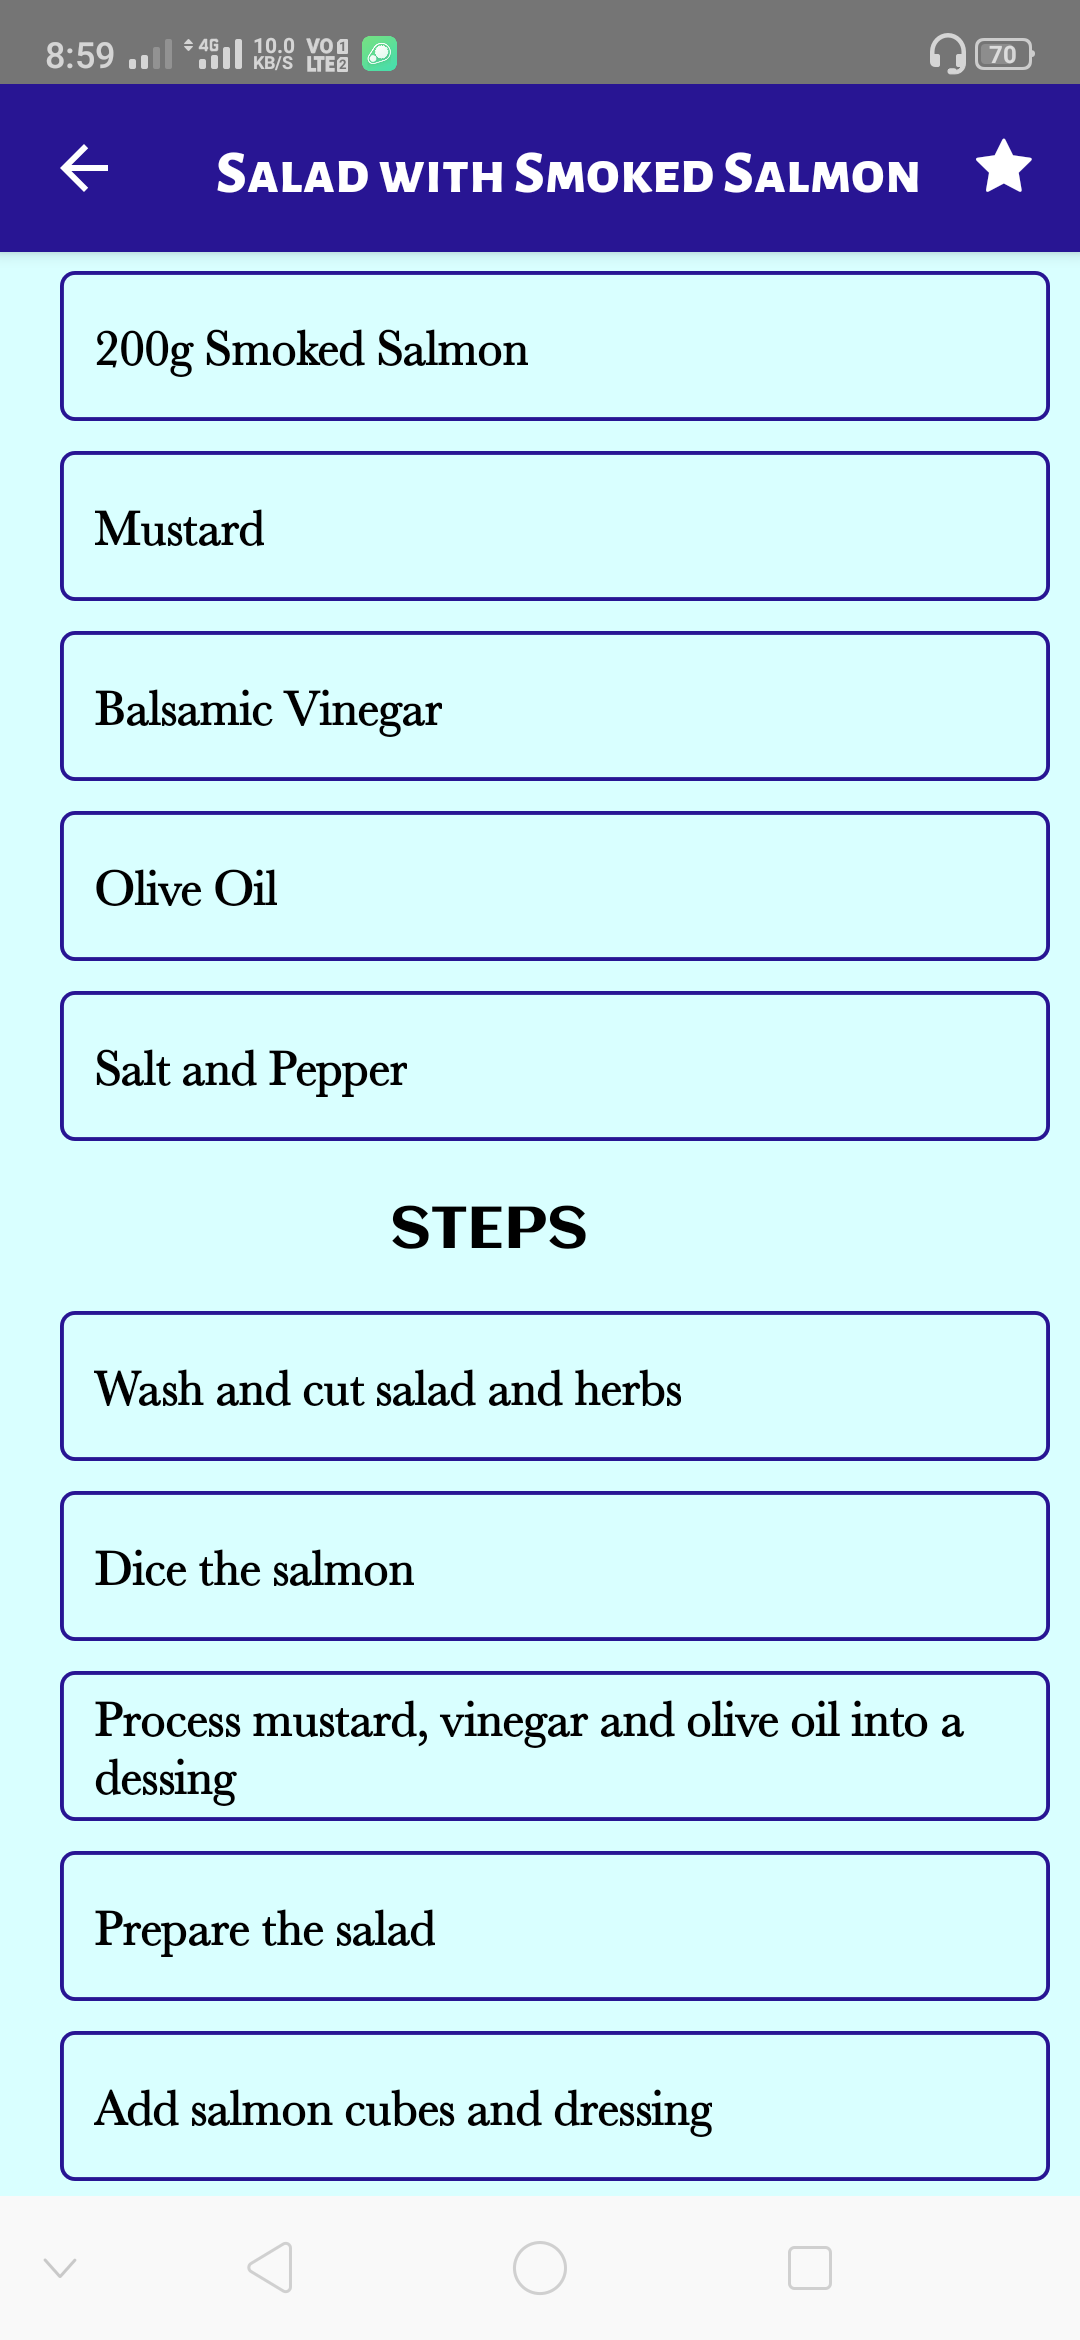 8:59 4G 10.0 KB/S VO 1 LTE 2 70
Salad with Smoked Salmon
200g Smoked Salmon
Mustard
Balsamic Vinegar
Olive Oil
Salt and Pepper
STEPS
Wash and cut salad and herbs
Dice the salmon
Process mustard, vinegar and olive oil into a
dessing
Prepare the salad
Add salmon cubes and dressing